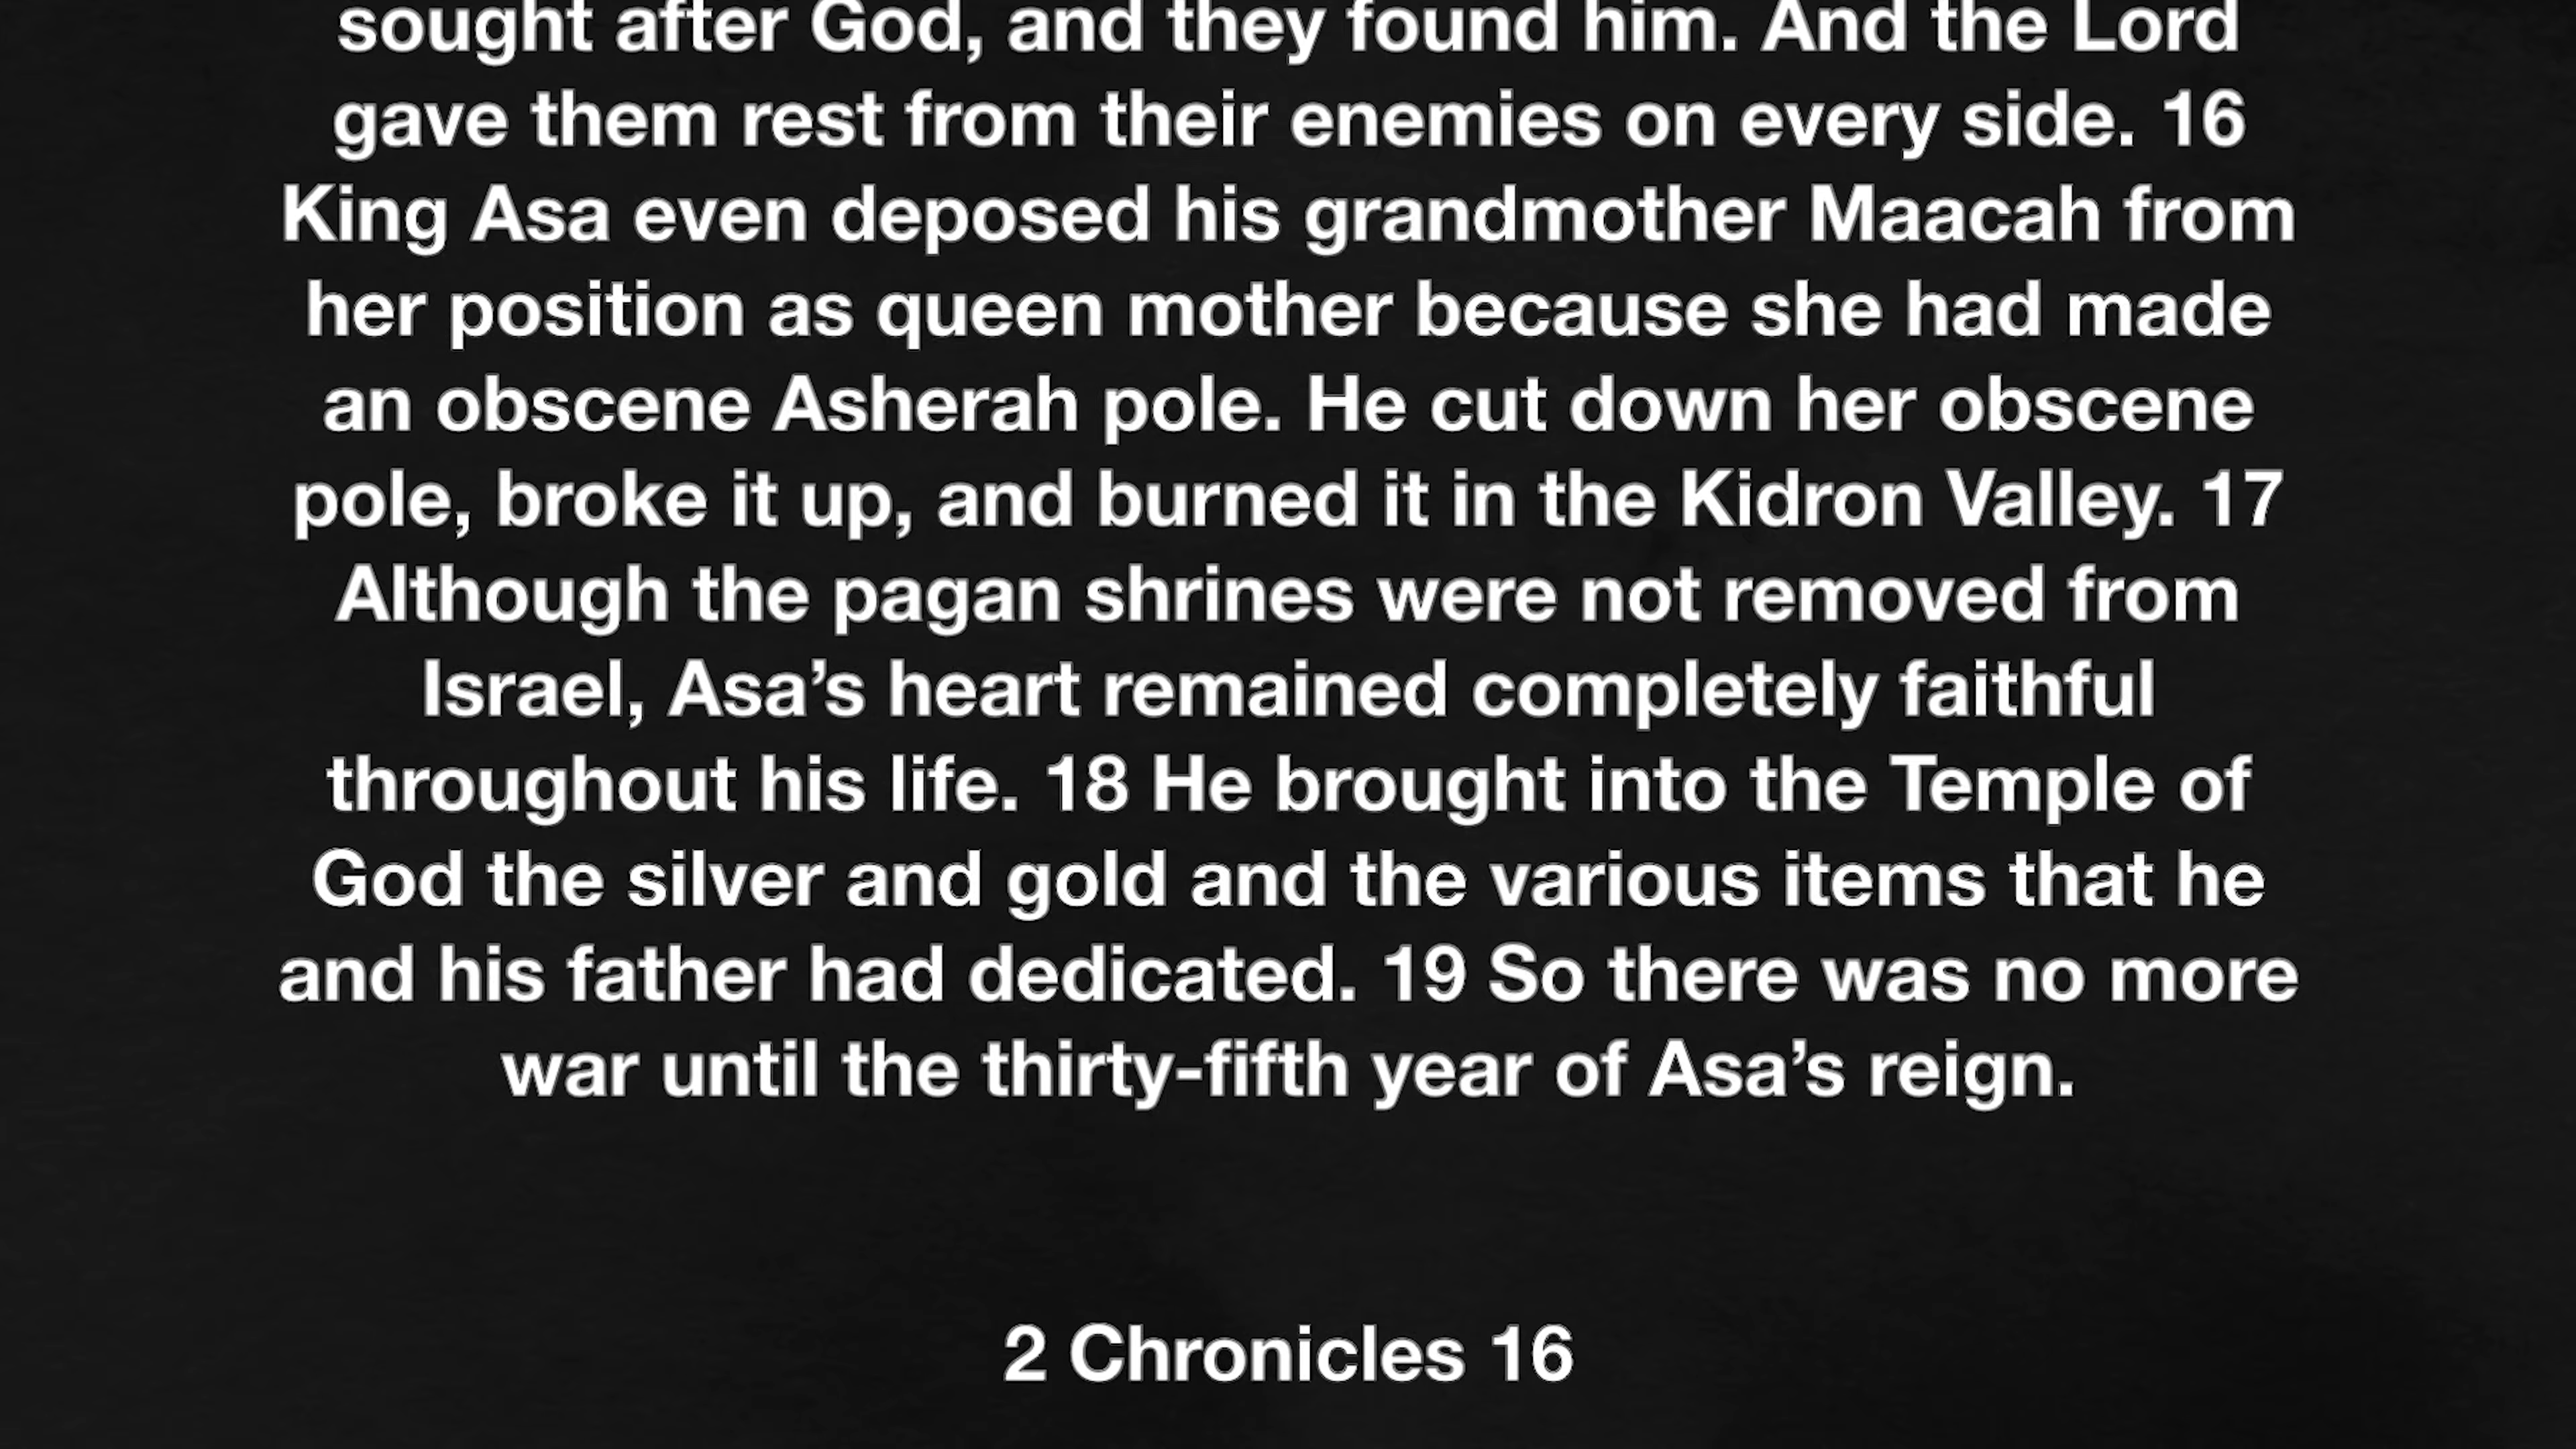 sought after God, and they found him. And the Lord
gave them rest from their enemies on every side. 16
King Asa even deposed his grandmother Maacah from
her position as queen mother because she had made
an obscene Asherah pole. He cut down her obscene
pole, broke it up, and burned it in the Kidron Valley. 17
Although the pagan shrines were not removed from
Israel, Asa’s heart remained completely faithful
throughout his life. 18 He brought into the Temple of
God the silver and gold and the various items that he
and his father had dedicated. 19 So there was no more
war until the thirty-fifth year of Asa’s reign.
2 Chronicles 16